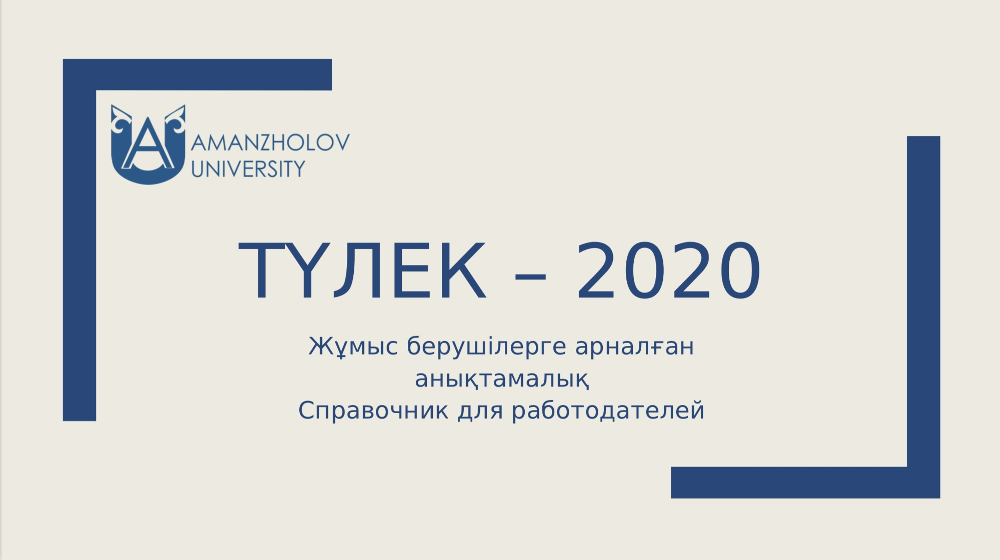 AMANZHOLOV
UNIVERSITY
ТҮЛЕК – 2020
Жұмыс берушілерге арналған
анықтамалық
Справочник для работодателей